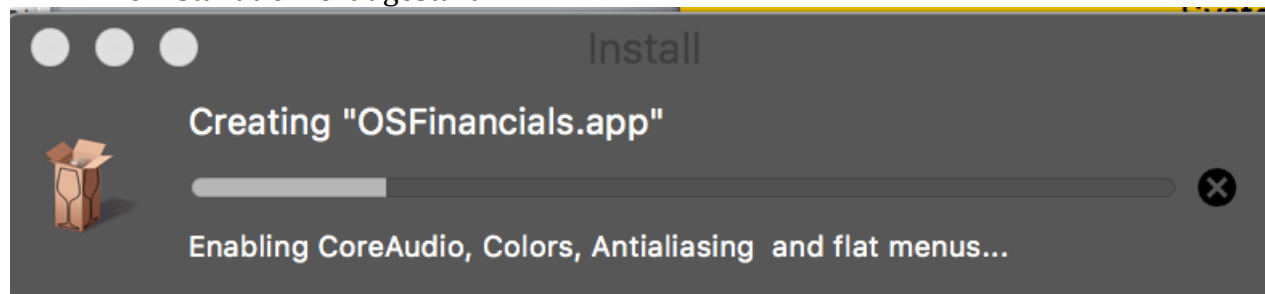 Install
Creating "OSFinancials.app"
Enabling CoreAudio, Colors, Antialiasing  and flat menus...